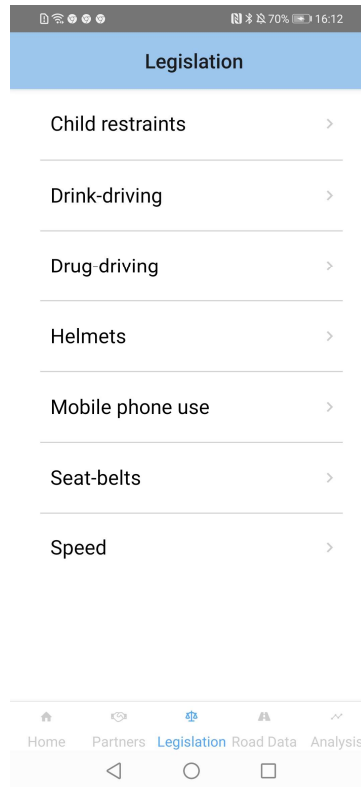 70% 16:12
Legislation
Child restraints
Drink-driving
Drug-driving
Helmets
Mobile phone use
Seat-belts
Speed
Home Partners Legislation Road Data Analysis